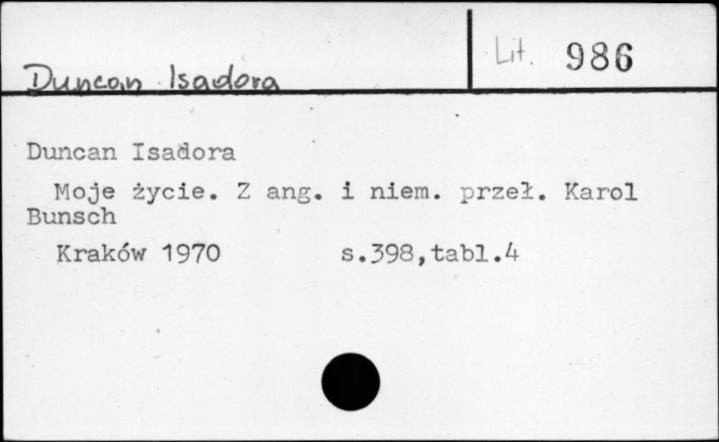 Duncan Isadora
Lit. 986
Duncan Isadora
Moje życie. Z ang. i niem. przeł. Karol
Bunsch
Kraków 1970 s.398,tabl.4